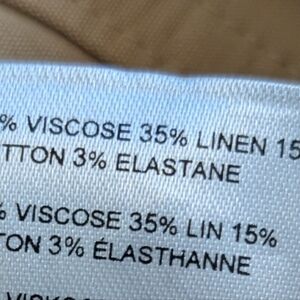 % VISCOSE 35% LINEN 15
TTON 3% ELASTANE
% VISCOSE 35% LIN 15%
TON 3% ÉLASTHANNE